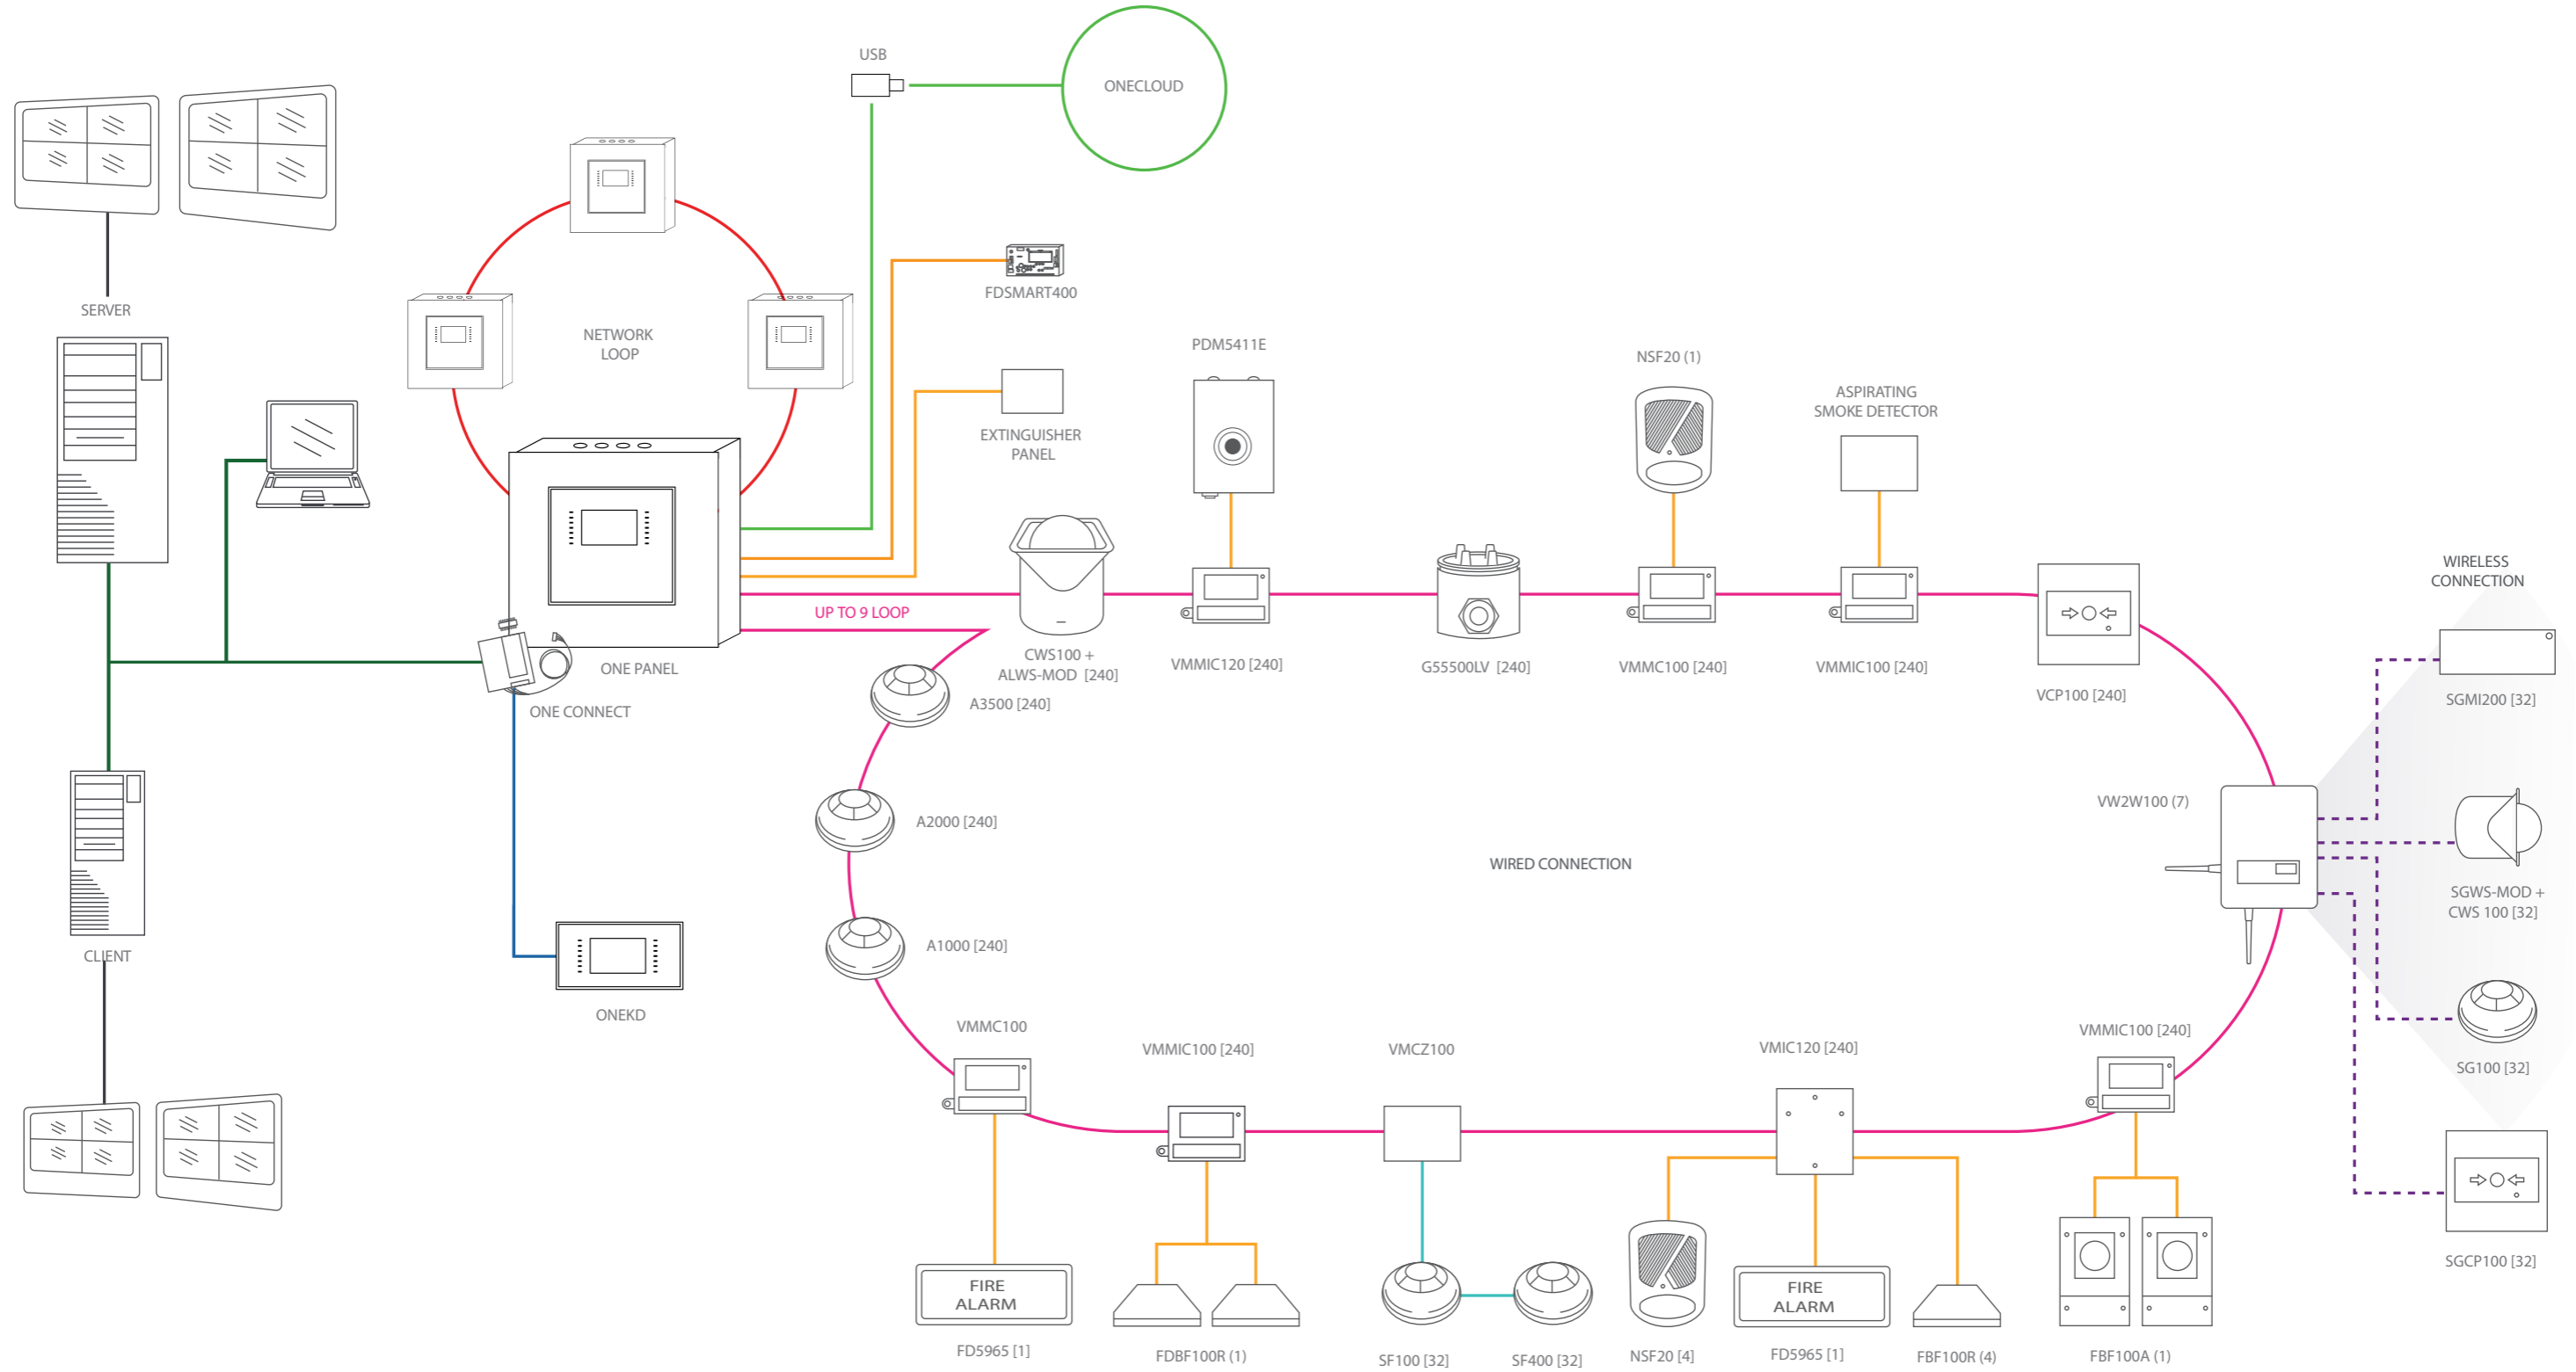 USB
ONECLOUD
SERVER
NETWORK
LOOP
FDSMART400
EXTINGUISHER
PANEL
PDM5411E
NSF20 (1)
ASPIRATING
SMOKE DETECTOR
WIRELESS
CONNECTION
UP TO 9 LOOP
ONE PANEL
ONE CONNECT
CWS100 +
ALWS-MOD [240]
VMMIC120 [240]
G55500LV [240]
VMMC100 [240]
VMMIC100 [240]
VCP100 [240]
SGMI200 [32]
A3500 [240]
A2000 [240]
A1000 [240]
WIRED CONNECTION
VW2W100 (7)
SGWS-MOD +
CWS 100 [32]
CLIENT
ONEKD
VMMC100
VMMIC100 [240]
VMCZ100
VMIC120 [240]
VMMIC100 [240]
SG100 [32]
SGCP100 [32]
FIRE
ALARM
FD5965 [1]
FDBF100R (1)
SF100 [32]
SF400 [32]
NSF20 [4]
FIRE
ALARM
FD5965 [1]
FBF100R (4)
FBF100A (1)